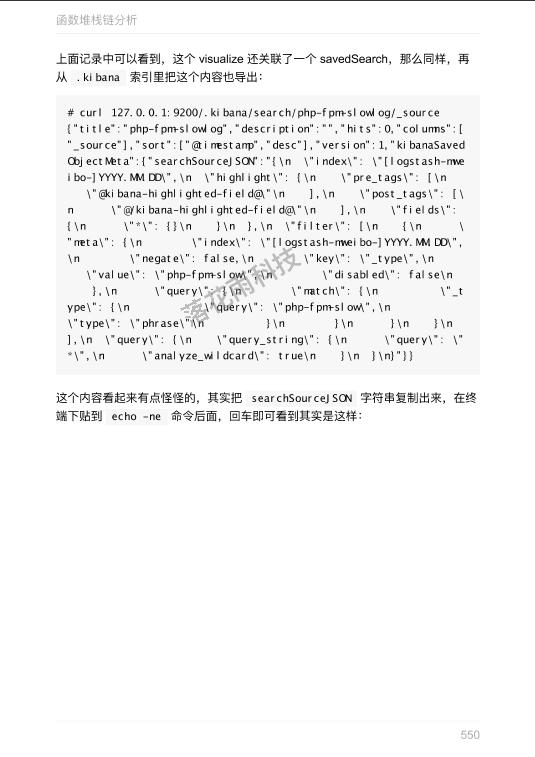 函数堆栈链分析
上面记录中可以看到，这个 visualize 还关联了一个 savedSearch，那么同样，再
从 .kibana 索引里把这个内容也导出：
# curl 127.0.0.1:9200/.kibana/search/php-fpm-slowlog/_source
{"title":"php-fpm-slowlog","description":"","hits":0,"columns":[
"_source"],"sort":["@timestamp","desc"],"version":1,"kibanaSaved
ObjectMeta":{"searchSourceJSON":"{\n  \"index\": \"[logstash-mwe
ibo-]YYYY.MM.DD\",\n  \"highlight\": {\n    \"pre_tags\": [\n
   \"@kibana-highlighted-field@\"\n    ],\n    \"post_tags\": [\
n      \"@/kibana-highlighted-field@\"\n    ],\n    \"fields\":
{\n      \"*\": {}\n    }\n  },\n  \"filter\": [\n    {\n      \
"meta\": {\n        \"index\": \"[logstash-mweibo-]YYYY.MM.DD\",
\n        \"negate\": false,\n        \"key\": \"_type\",\n
   \"value\": \"php-fpm-slow\",\n        \"disabled\": false\n
    },\n      \"query\": {\n        \"match\": {\n          \"_t
ype\": {\n            \"query\": \"php-fpm-slow\",\n
\"type\": \"phrase\"\n          }\n        }\n      }\n    }\n
],\n  \"query\": {\n    \"query_string\": {\n      \"query\": \"
*\",\n      \"analyze_wildcard\": true\n    }\n  }\n}"}}
落花雨科技
这个内容看起来有点怪怪的，其实把 searchSourceJSON 字符串复制出来，在终
端下贴到 echo -ne 命令后面，回车即可看到其实是这样：
550